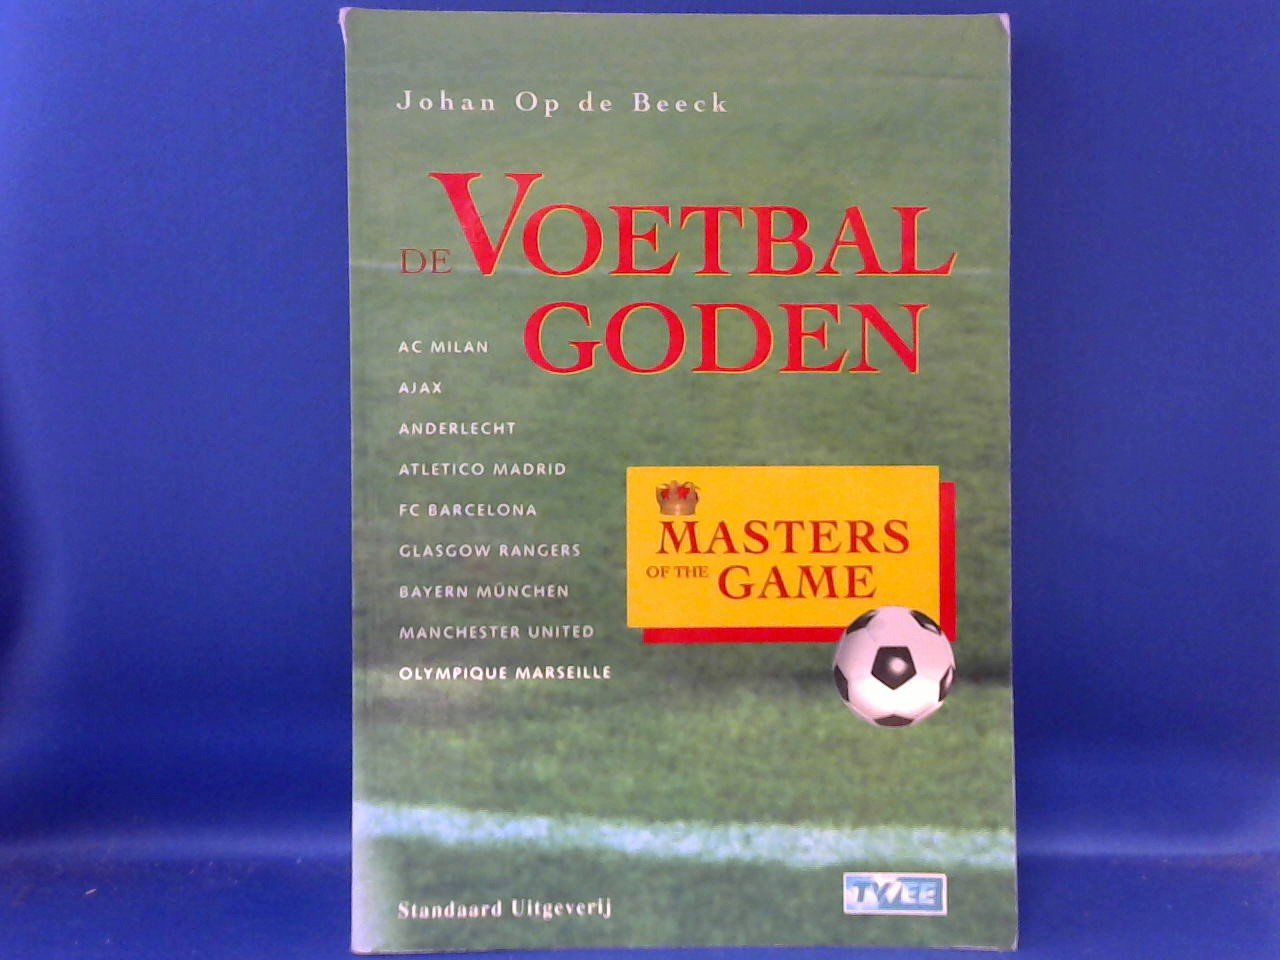 Johan Op de Beeck
DE VOETBAL
GODEN
AC MILAN
AJAX
ANDERLECHT
ATLETICO MADRID
FC BARCELONA
GLASGOW RANGERS
BAYERN MÜNCHEN
MANCHESTER UNITED
OLYMPIQUE MARSEILLE
MASTERS
OF THE GAME
Standaard Uitgeverij
TWEE